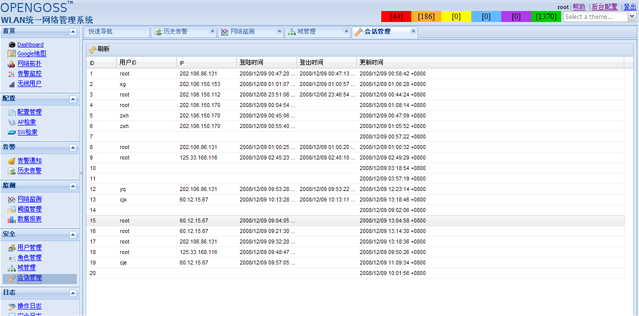 OPENGOSS™
WLAN统一网络管理系统
root | 帮助 | 后台配置 | 登出
[44] [186] [0] [0] [0] [1370] Select a theme...
首页
Dashboard
Google地图
网络拓扑
告警监控
无线用户
配置
配置管理
AP检索
SW检索
告警
告警通知
历史告警
监测
网络监测
阀值管理
数据报表
安全
用户管理
角色管理
域管理
会话管理
日志
操作日志
安全日志
快速导航 历史告警 网络监测 域管理 会话管理
刷新
ID 用户ID IP 登陆时间 登出时间 更新时间
1 root 202.106.86.131 2008/12/09 00:47:20 ... 2008/12/09 00:47:13 ... 2008/12/09 00:58:42 +0800
2 xg 202.106.150.153 2008/12/09 01:01:57 ... 2008/12/09 01:00:57 ... 2008/12/09 01:06:28 +0800
3 root 202.106.150.112 2008/12/08 23:51:06 ... 2008/12/08 23:46:54 ... 2008/12/09 00:44:24 +0800
4 root 202.106.150.170 2008/12/09 00:04:54 ... 2008/12/09 01:08:14 +0800
5 zxh 202.106.150.170 2008/12/09 00:45:06 ... 2008/12/09 00:47:09 +0800
6 zxh 202.106.150.170 2008/12/09 00:55:40 ... 2008/12/09 01:05:52 +0800
7 2008/12/09 00:57:22 +0800
8 root 202.106.86.131 2008/12/09 01:00:25 ... 2008/12/09 01:00:20 ... 2008/12/09 01:00:32 +0800
9 root 125.33.168.116 2008/12/09 02:45:23 ... 2008/12/09 02:45:10 ... 2008/12/09 02:49:29 +0800
10 2008/12/09 03:18:54 +0800
11 2008/12/09 03:57:19 +0800
12 yq 202.106.86.131 2008/12/09 09:53:28 ... 2008/12/09 09:53:22 ... 2008/12/09 12:23:14 +0800
13 cjx 60.12.15.67 2008/12/09 10:13:28 ... 2008/12/09 10:13:11 ... 2008/12/09 13:18:46 +0800
14 2008/12/09 09:02:06 +0800
15 root 60.12.15.67 2008/12/09 09:04:05 ... 2008/12/09 13:04:58 +0800
16 root 60.12.15.67 2008/12/09 09:21:30 ... 2008/12/09 13:14:30 +0800
17 root 202.106.86.131 2008/12/09 09:32:20 ... 2008/12/09 13:18:36 +0800
18 root 125.33.168.116 2008/12/09 09:48:47 ... 2008/12/09 09:50:26 +0800
19 cje 60.12.15.67 2008/12/09 09:57:05 ... 2008/12/09 11:09:34 +0800
20 2008/12/09 10:01:56 +0800